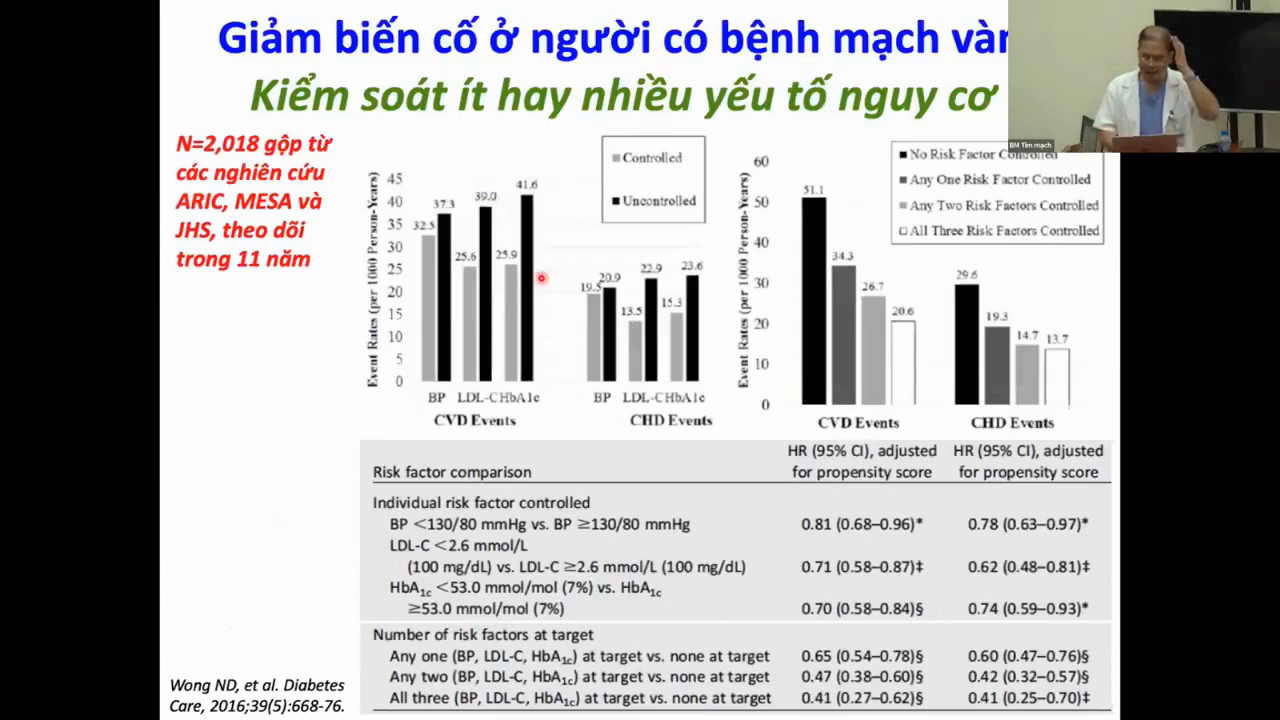 Giảm biến cố ở người có bệnh mạch vàn
Kiểm soát ít hay nhiều yếu tố nguy cơ
BM Tim mạch
N=2,018 gộp từ
các nghiên cứu
ARIC, MESA và
JHS, theo dõi
trong 11 năm
Event Rates (per 1000 Person-Years)
45
40
35
30
25
20
15
10
5
0
Controlled
Uncontrolled
32.5
37.3
25.6
39.0
25.9
41.6
19.5
20.9
13.5
22.9
15.3
23.6
BP LDL-C HbA1c
BP LDL-C HbA1c
CVD Events
CHD Events
Event Rates (per 1000 Person-Years)
60
50
40
30
20
10
0
No Risk Factor Controlled
Any One Risk Factor Controlled
Any Two Risk Factors Controlled
All Three Risk Factors Controlled
51.1
34.3
26.7
20.6
29.6
19.3
14.7
13.7
CVD Events
CHD Events
HR (95% CI), adjusted HR (95% CI), adjusted
Risk factor comparison for propensity score for propensity score
Individual risk factor controlled
BP <130/80 mmHg vs. BP ≥130/80 mmHg 0.81 (0.68–0.96)* 0.78 (0.63–0.97)*
LDL-C <2.6 mmol/L
(100 mg/dL) vs. LDL-C ≥2.6 mmol/L (100 mg/dL) 0.71 (0.58–0.87)‡ 0.62 (0.48–0.81)‡
HbA1c <53.0 mmol/mol (7%) vs. HbA1c
≥53.0 mmol/mol (7%) 0.70 (0.58–0.84)§ 0.74 (0.59–0.93)*
Number of risk factors at target
Any one (BP, LDL-C, HbA1c) at target vs. none at target 0.65 (0.54–0.78)§ 0.60 (0.47–0.76)§
Any two (BP, LDL-C, HbA1c) at target vs. none at target 0.47 (0.38–0.60)§ 0.42 (0.32–0.57)§
All three (BP, LDL-C, HbA1c) at target vs. none at target 0.41 (0.27–0.62)§ 0.41 (0.25–0.70)‡
Wong ND, et al. Diabetes
Care, 2016;39(5):668-76.